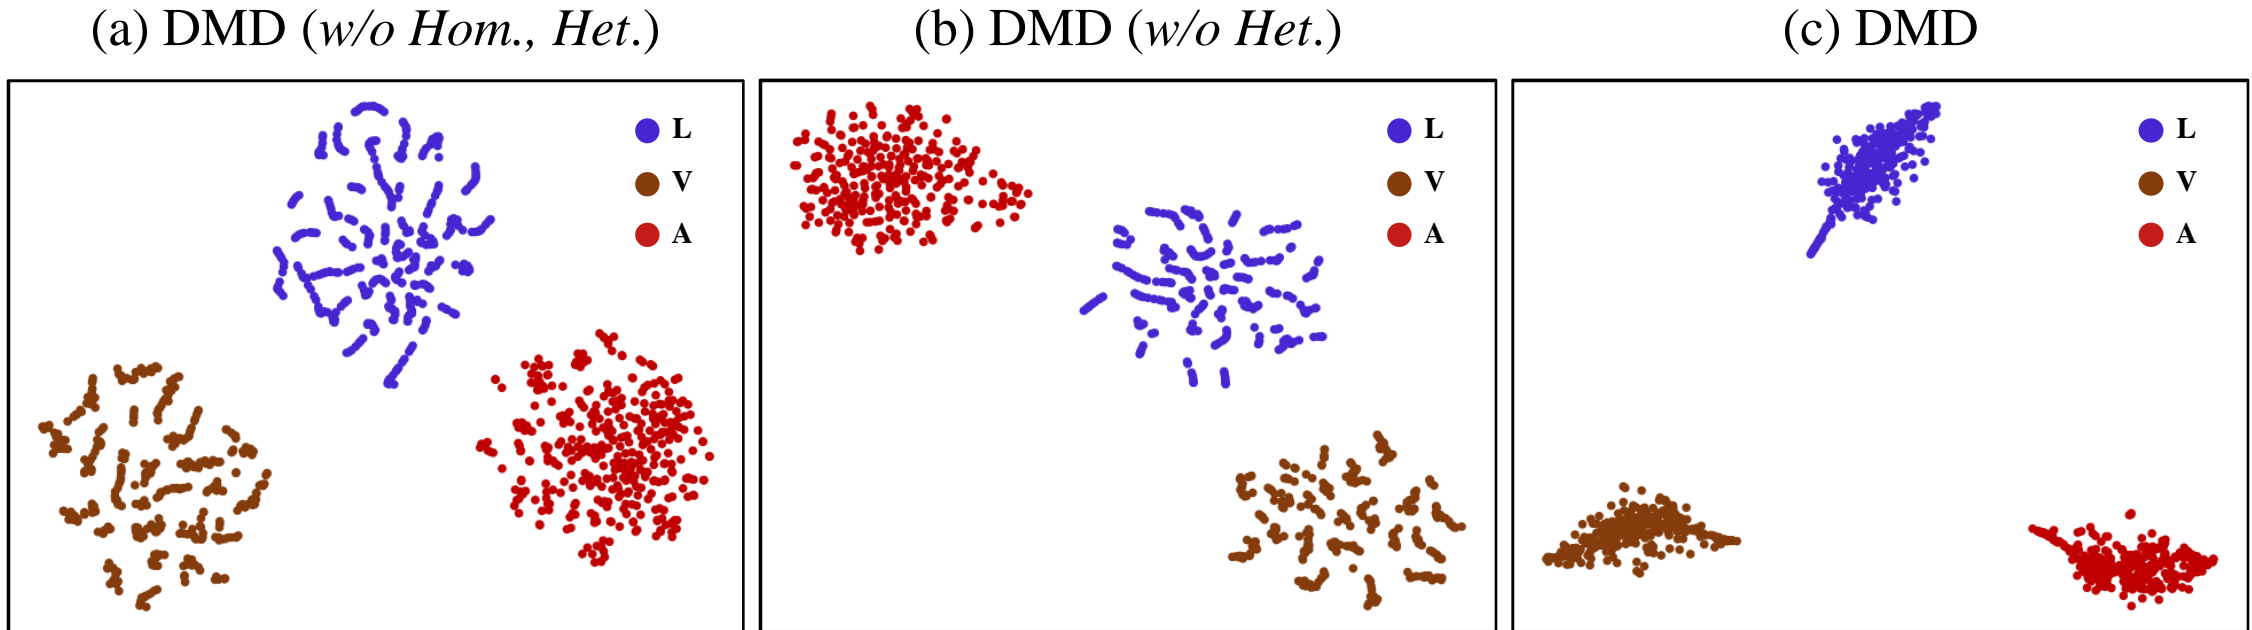 (a) DMD (w/o Hom., Het.)
L
V
A
(b) DMD (w/o Het.)
L
V
A
(c) DMD
L
V
A